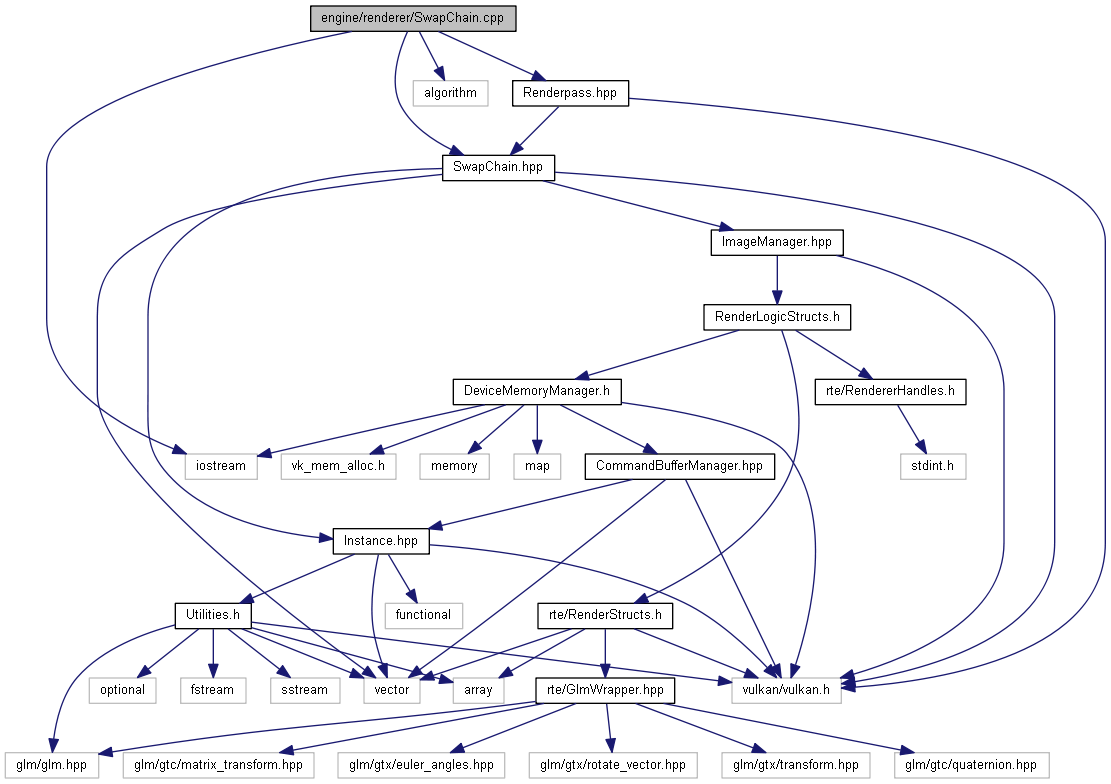 engine/renderer/SwapChain.cpp
algorithm
Renderpass.hpp
SwapChain.hpp
ImageManager.hpp
RenderLogicStructs.h
DeviceMemoryManager.h
rte/RendererHandles.h
iostream
vk_mem_alloc.h
memory
map
CommandBufferManager.hpp
stdint.h
Instance.hpp
Utilities.h
functional
rte/RenderStructs.h
optional
fstream
sstream
vector
array
rte/GlmWrapper.hpp
vulkan/vulkan.h
glm/glm.hpp
glm/gtc/matrix_transform.hpp
glm/gtx/euler_angles.hpp
glm/gtx/rotate_vector.hpp
glm/gtx/transform.hpp
glm/gtc/quaternion.hpp